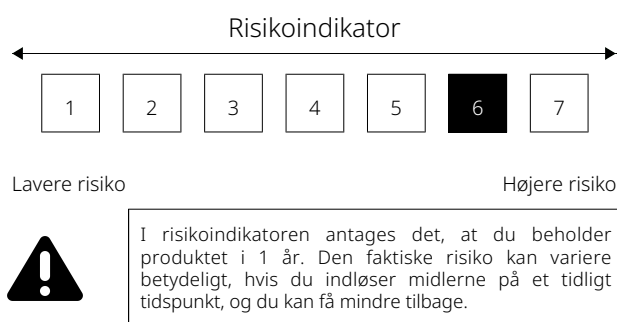 Risikoindikator
1 2 3 4 5 6 7
Lavere risiko Højere risiko
I risikoindikatoren antages det, at du beholder
produktet i 1 år. Den faktiske risiko kan variere
betydeligt, hvis du indløser midlerne på et tidligt
tidspunkt, og du kan få mindre tilbage.